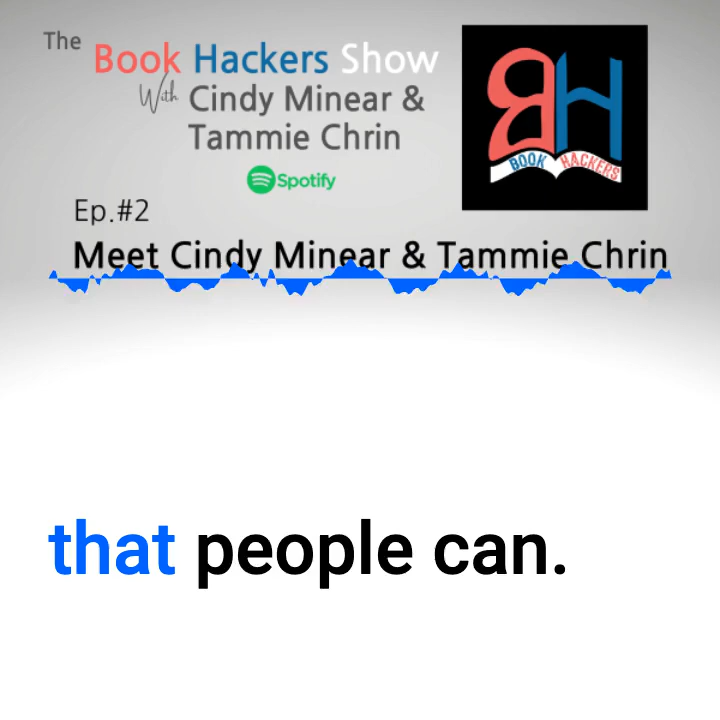 The
Book Hackers Show
With Cindy Minear &
Tammie Chrin
Spotify
BH
BOOK HACKERS
Ep.#2
Meet Cindy Minear & Tammie Chrin
that people can.